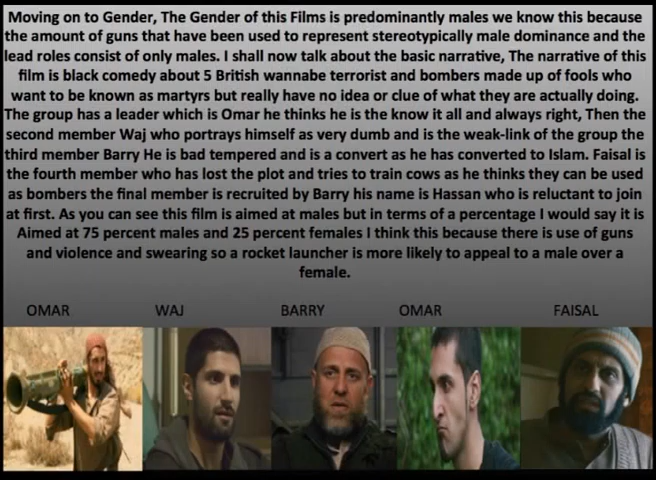 Moving on to Gender, The Gender of this Films is predominantly males we know this because
the amount of guns that have been used to represent stereotypically male dominance and the
lead roles consist of only males. I shall now talk about the basic narrative, The narrative of this
film is black comedy about 5 British wannabe terrorist and bombers made up of fools who
want to be known as martyrs but really have no idea or clue of what they are actually doing.
The group has a leader which is Omar he thinks he is the know it all and always right, Then the
second member Waj who portrays himself as very dumb and is the weak-link of the group the
third member Barry He is bad tempered and is a convert as he has converted to Islam. Faisal is
the fourth member who has lost the plot and tries to train cows as he thinks they can be used
as bombers the final member is recruited by Barry his name is Hassan who is reluctant to join
at first. As you can see this film is aimed at males but in terms of a percentage I would say it is
Aimed at 75 percent males and 25 percent females I think this because there is use of guns
and violence and swearing so a rocket launcher is more likely to appeal to a male over a
female.
OMAR WAJ BARRY OMAR FAISAL